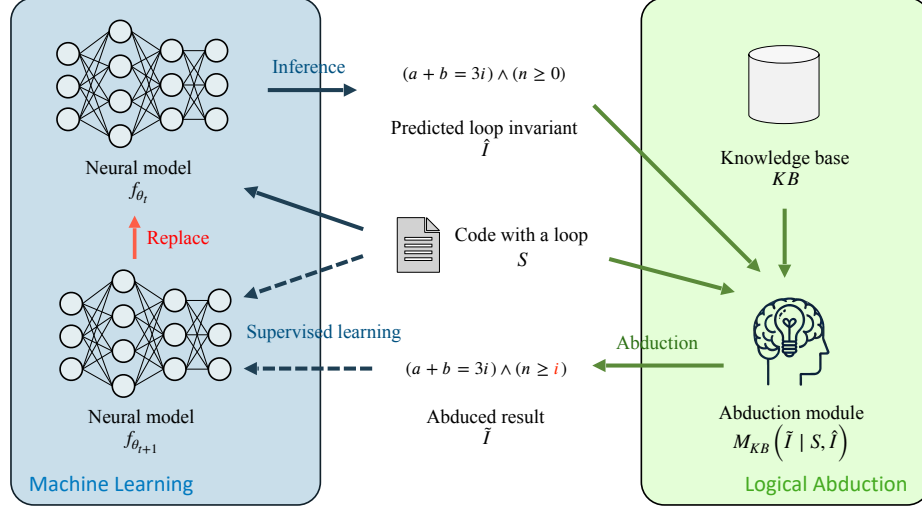 Inference
(a + b = 3i) ∧ (n ≥ 0)
Predicted loop invariant
Î
Neural model
f_{θ_t}
Knowledge base
KB
Replace
Code with a loop
S
Supervised learning
Abduction
(a + b = 3i) ∧ (n ≥ i)
Abduced result
Ĩ
Neural model
f_{θ_{t+1}}
Abduction module
M_{KB}(Ĩ | S, Î)
Machine Learning
Logical Abduction